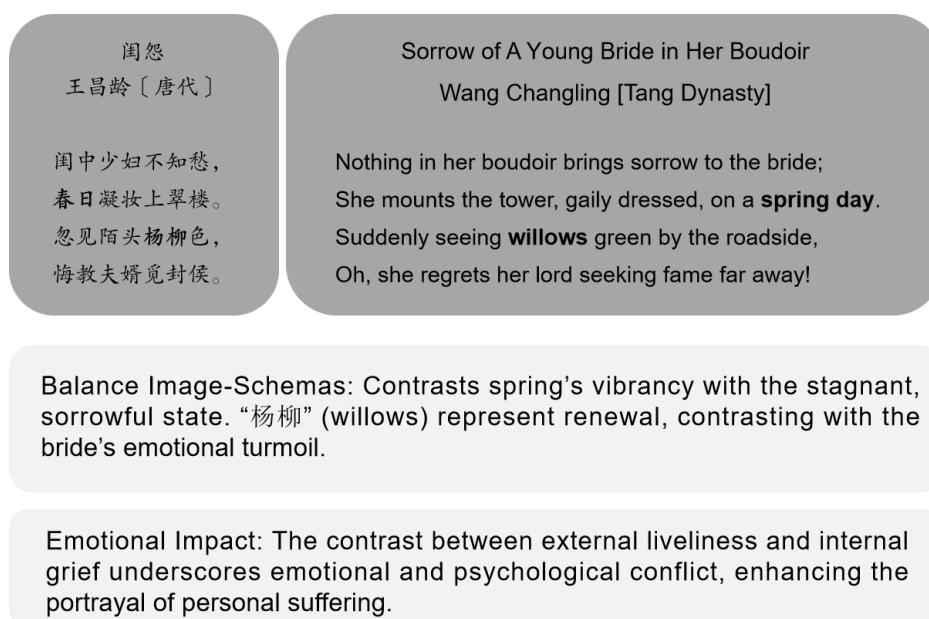 闺怨
王昌龄〔唐代〕
闺中少妇不知愁，
春日凝妆上翠楼。
忽见陌头杨柳色，
悔教夫婿觅封侯。
Sorrow of A Young Bride in Her Boudoir
Wang Changling [Tang Dynasty]
Nothing in her boudoir brings sorrow to the bride;
She mounts the tower, gaily dressed, on a spring day.
Suddenly seeing willows green by the roadside,
Oh, she regrets her lord seeking fame far away!
Balance Image-Schemas: Contrasts spring’s vibrancy with the stagnant,
sorrowful state. “杨柳” (willows) represent renewal, contrasting with the
bride’s emotional turmoil.
Emotional Impact: The contrast between external liveliness and internal
grief underscores emotional and psychological conflict, enhancing the
portrayal of personal suffering.